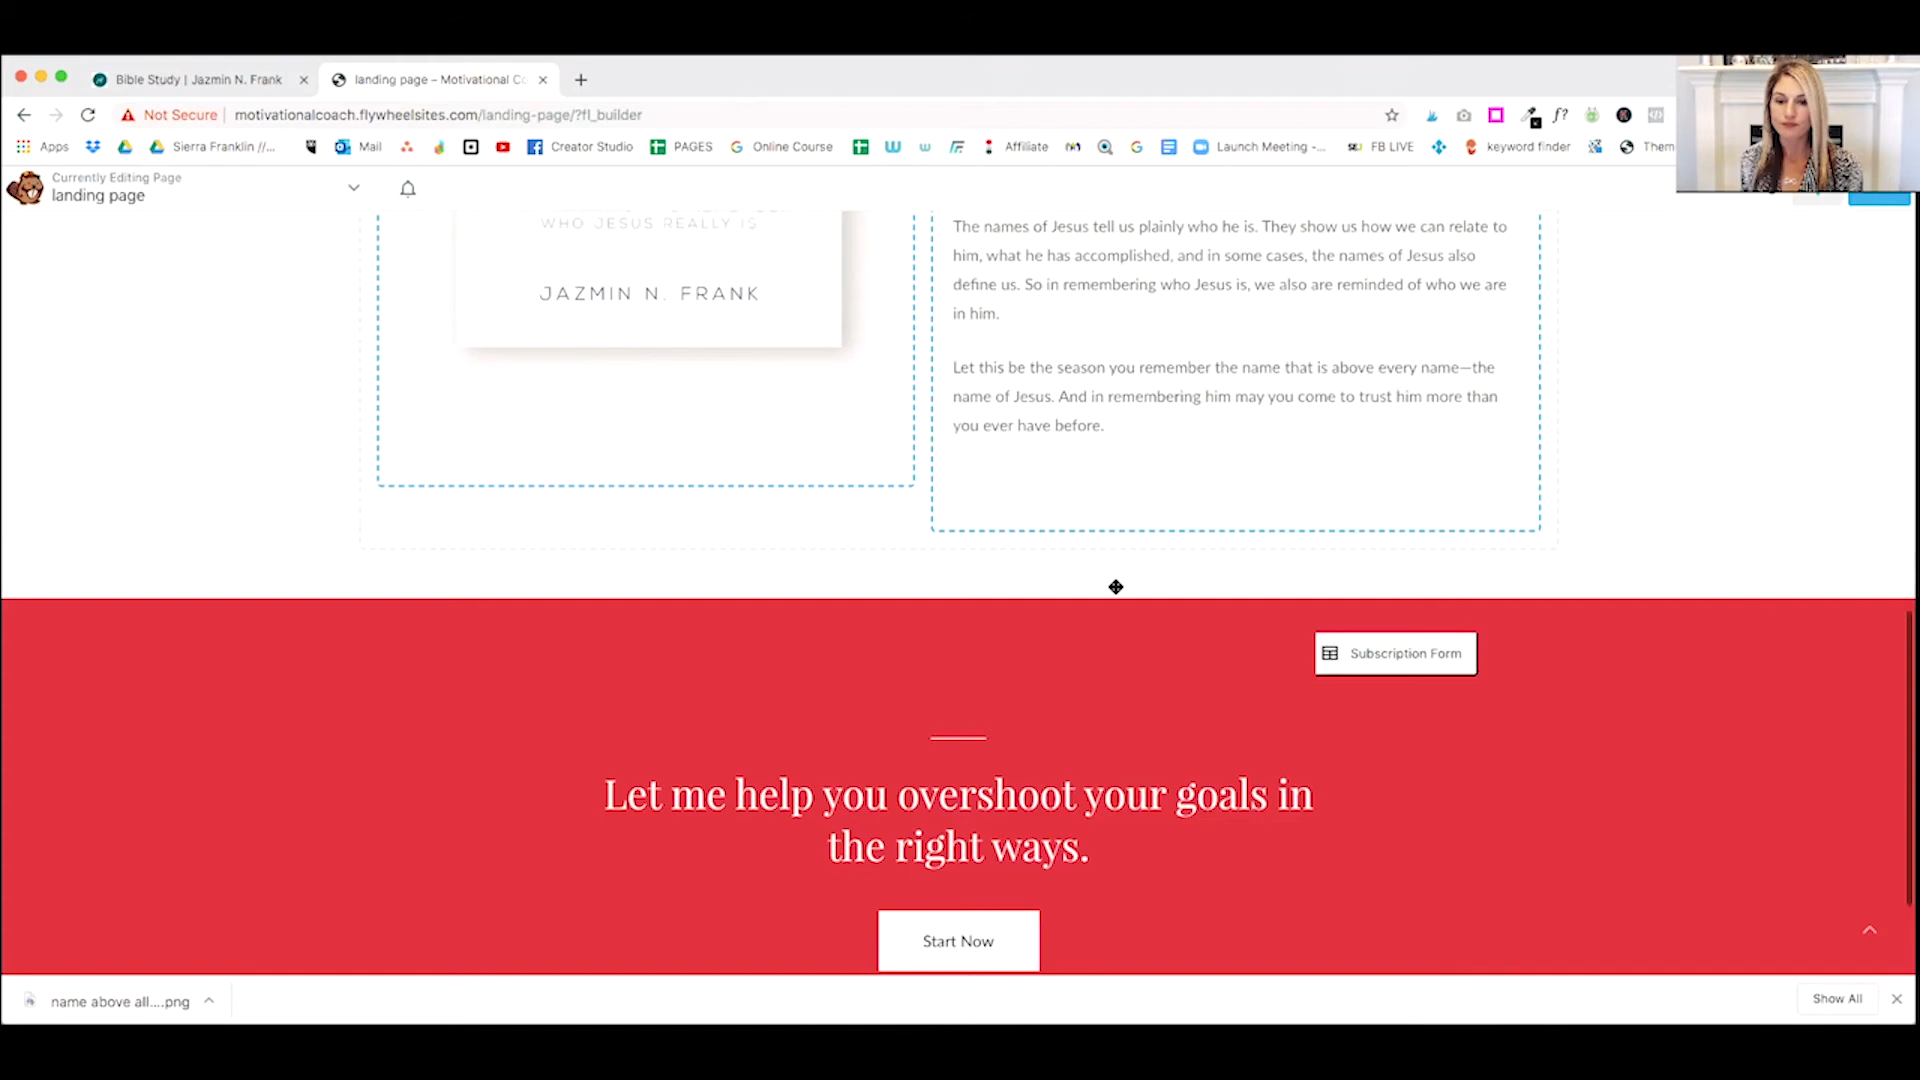 Bible Study | Jazmin N. Frank
landing page – Motivational Co
Not Secure
motivationalcoach.flywheelsites.com/landing-page/?fl_builder
Apps
Sierra Franklin //...
Mail
Creator Studio
PAGES
Online Course
Affiliate
Launch Meeting -...
FB LIVE
keyword finder
Them
Currently Editing Page
landing page
WHO JESUS REALLY IS
JAZMIN N. FRANK
The names of Jesus tell us plainly who he is. They show us how we can relate to
him, what he has accomplished, and in some cases, the names of Jesus also
define us. So in remembering who Jesus is, we also are reminded of who we are
in him.
Let this be the season you remember the name that is above every name—the
name of Jesus. And in remembering him may you come to trust him more than
you ever have before.
Subscription Form
Let me help you overshoot your goals in
the right ways.
Start Now
name above all....png
Show All